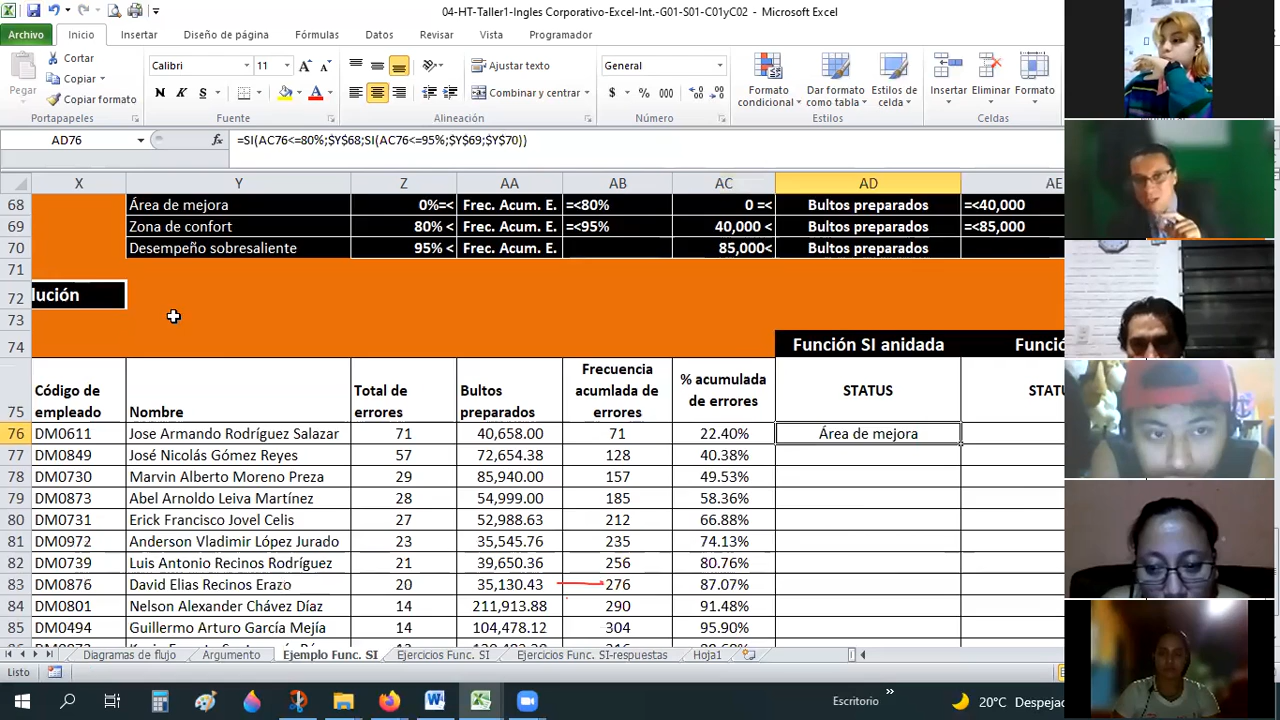 04-HT-Taller1-Ingles Corporativo-Excel-Int.-G01-S01-C01yC02 - Microsoft Excel
Archivo Inicio Insertar Diseño de página Fórmulas Datos Revisar Vista Programador
Pegar Cortar Copiar Copiar formato
Calibri 11 Ajustar texto General
N K S Combinar y centrar $ % 000
Formato condicional Dar formato como tabla Estilos de celda Insertar Eliminar Formato
Portapapeles Fuente Alineación Número Estilos Celdas
AD76 fx =SI(AC76<=80%;$Y$68;SI(AC76<=95%;$Y$69;$Y$70))
X Y Z AA AB AC AD AE
68 Área de mejora 0%=< Frec. Acum. E. =<80% 0 =< Bultos preparados =<40,000
69 Zona de confort 80% < Frec. Acum. E. =<95% 40,000 =< Bultos preparados =<85,000
70 Desempeño sobresaliente 95% < Frec. Acum. E. 85,000< Bultos preparados
71
72 lución
73
74 Función SI anidada Funció
75 Código de empleado Nombre Total de errores Bultos preparados Frecuencia acumlada de errores % acumulada de errores STATUS STATU
76 DM0611 Jose Armando Rodríguez Salazar 71 40,658.00 71 22.40% Área de mejora
77 DM0849 José Nicolás Gómez Reyes 57 72,654.38 128 40.38%
78 DM0730 Marvin Alberto Moreno Preza 29 85,940.00 157 49.53%
79 DM0873 Abel Arnoldo Leiva Martínez 28 54,999.00 185 58.36%
80 DM0731 Erick Francisco Jovel Celis 27 52,988.63 212 66.88%
81 DM0972 Anderson Vladimir López Jurado 23 35,545.76 235 74.13%
82 DM0739 Luis Antonio Recinos Rodríguez 21 39,650.36 256 80.76%
83 DM0876 David Elias Recinos Erazo 20 35,130.43 276 87.07%
84 DM0801 Nelson Alexander Chávez Díaz 14 211,913.88 290 91.48%
85 DM0494 Guillermo Arturo García Mejía 14 104,478.12 304 95.90%
86
Diagramas de flujo Argumento Ejemplo Func. SI Ejercicios Func. SI Ejercicios Func. SI-respuestas Hoja1
Listo
Escritorio » 20°C Despejac